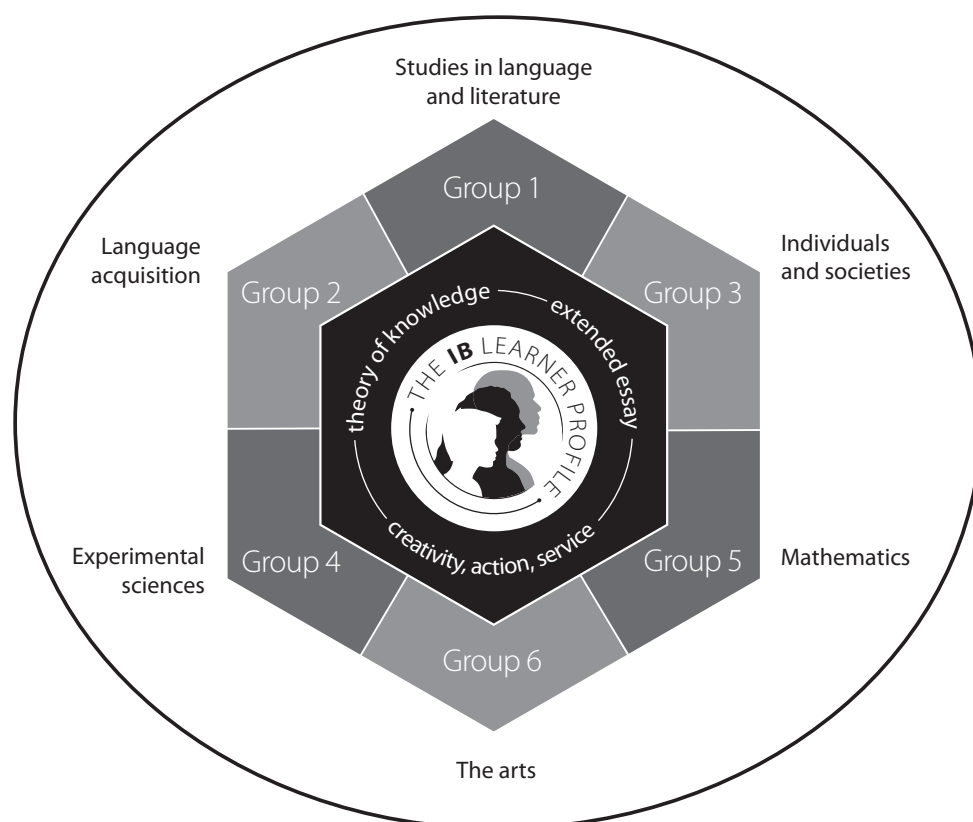 Studies in language
and literature
Group 1
Language
acquisition
Group 2
Individuals
and societies
Group 3
theory of knowledge
extended essay
THE IB LEARNER PROFILE
creativity, action, service
Experimental
sciences
Group 4
Group 5
Mathematics
Group 6
The arts